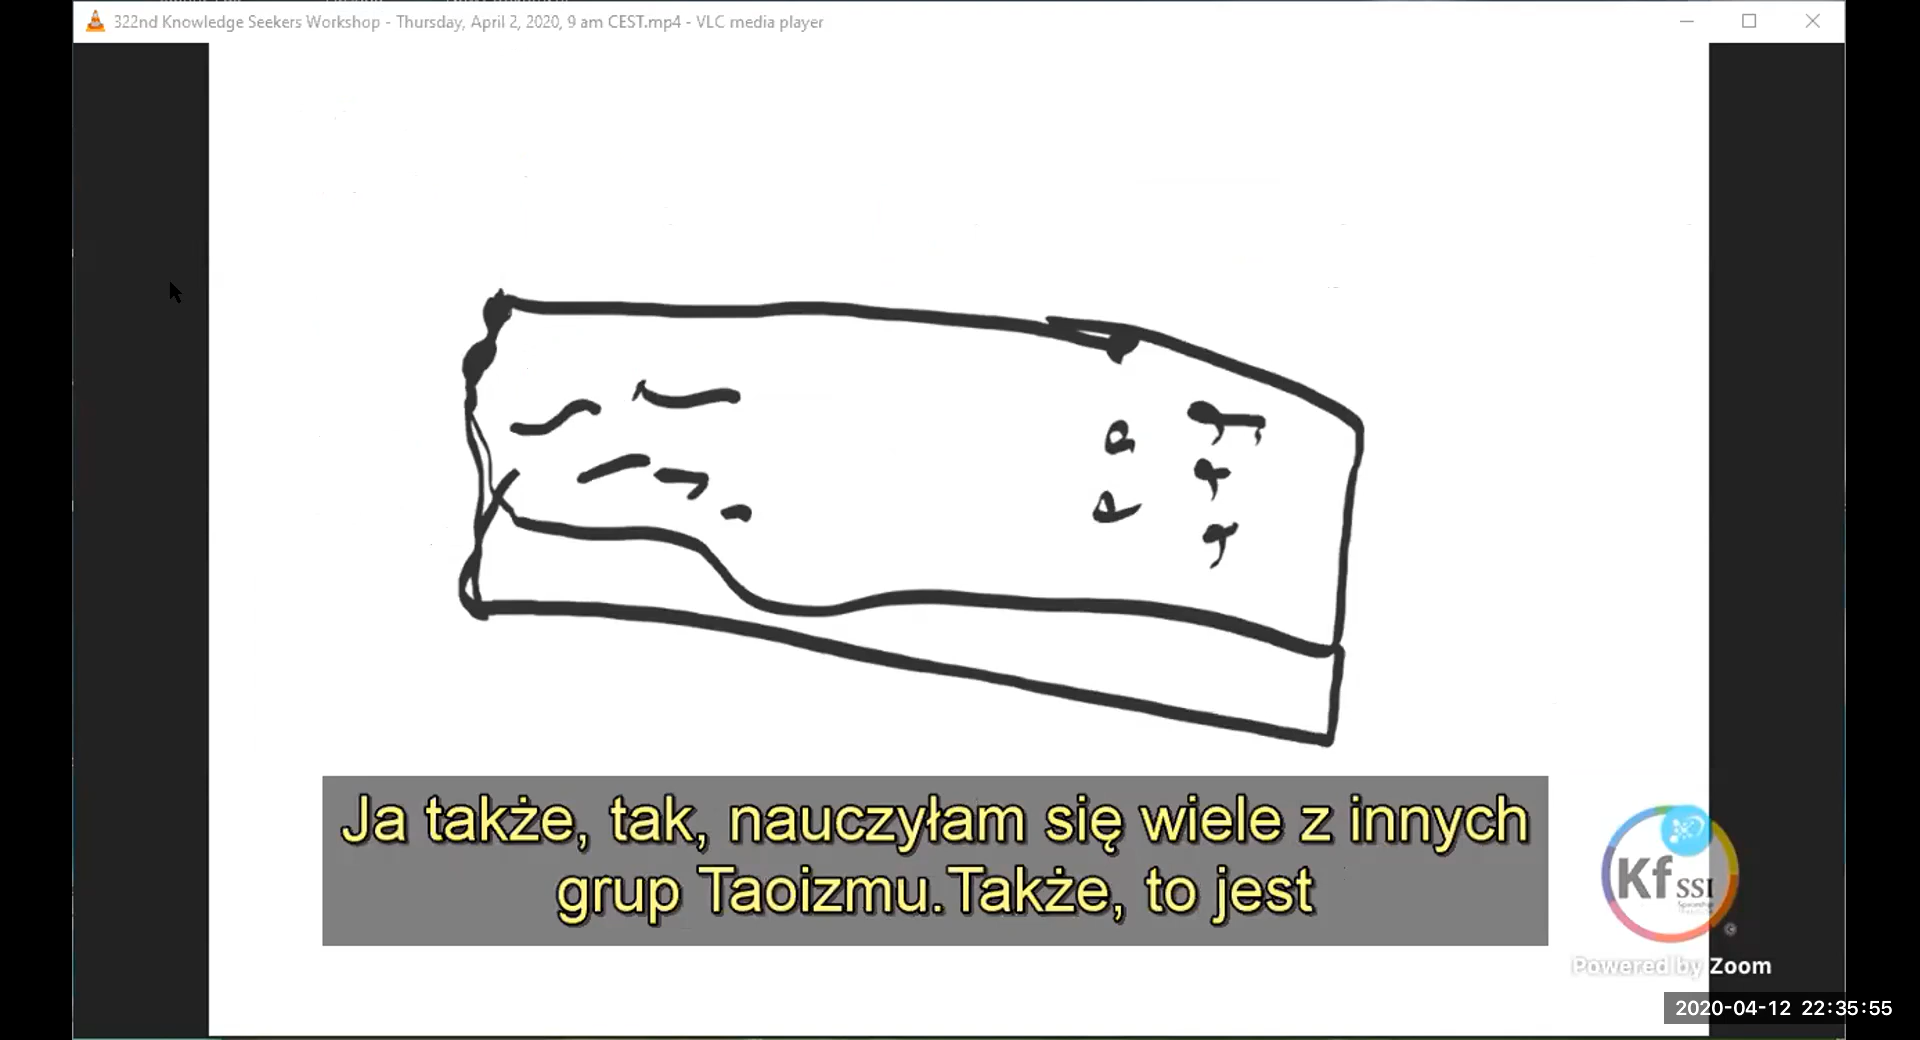 322nd Knowledge Seekers Workshop - Thursday, April 2, 2020, 9 am CEST.mp4 - VLC media player
Ja także, tak, nauczyłam się wiele z innych
grup Taoizmu.Także, to jest
Kf SSI
Powered by Zoom
2020-04-12 22:35:55